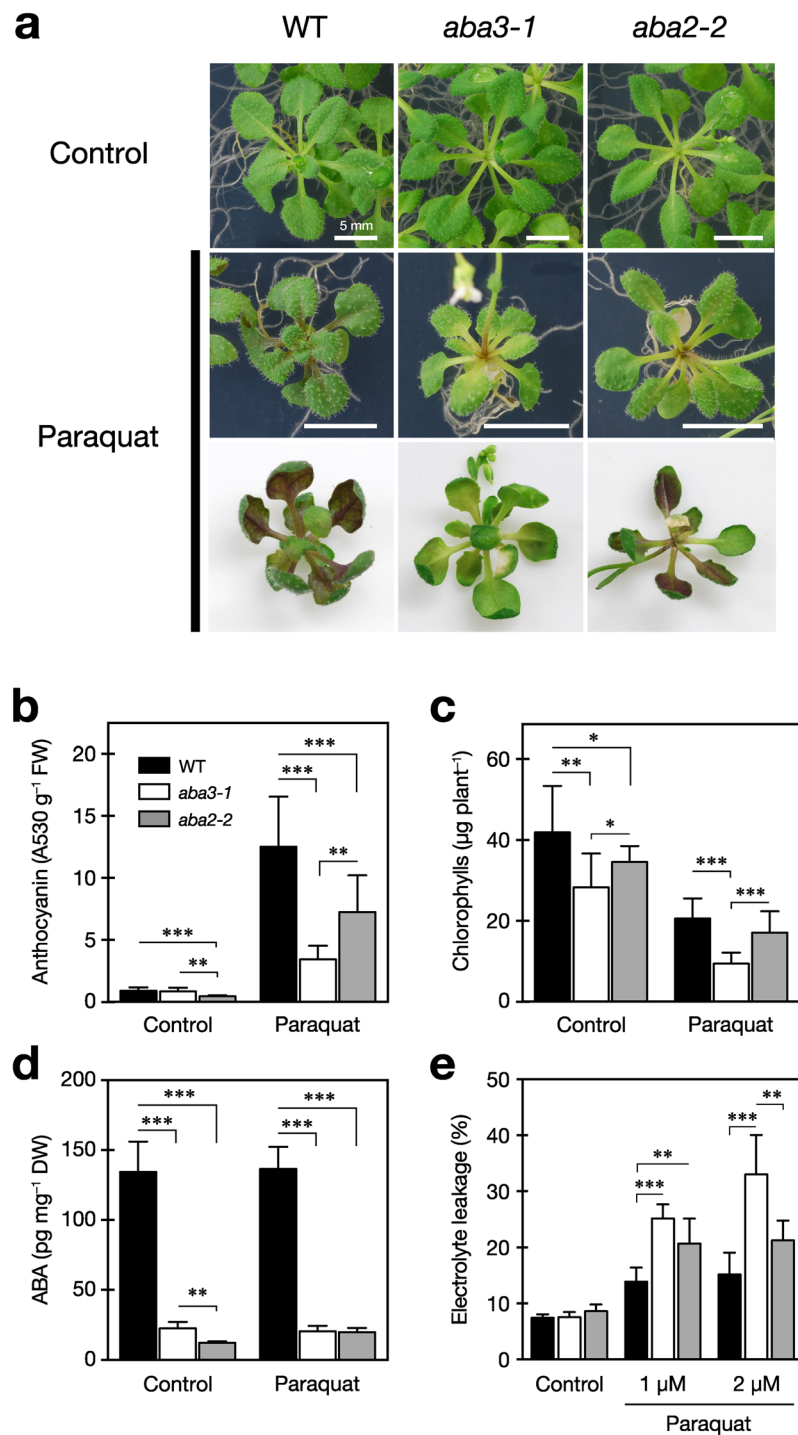 a
WT aba3-1 aba2-2
Control
5 mm
Paraquat
b
Anthocyanin (A530 g⁻¹ FW)
20
15
10
5
0
WT
aba3-1
aba2-2
***
***
**
***
**
Control Paraquat
c
Chlorophylls (µg plant⁻¹)
60
40
20
0
*
**
*
***
***
Control Paraquat
d
ABA (pg mg⁻¹ DW)
200
150
100
50
0
***
***
**
***
***
Control Paraquat
e
Electrolyte leakage (%)
50
40
30
20
10
0
**
***
**
***
Control 1 µM 2 µM
Paraquat